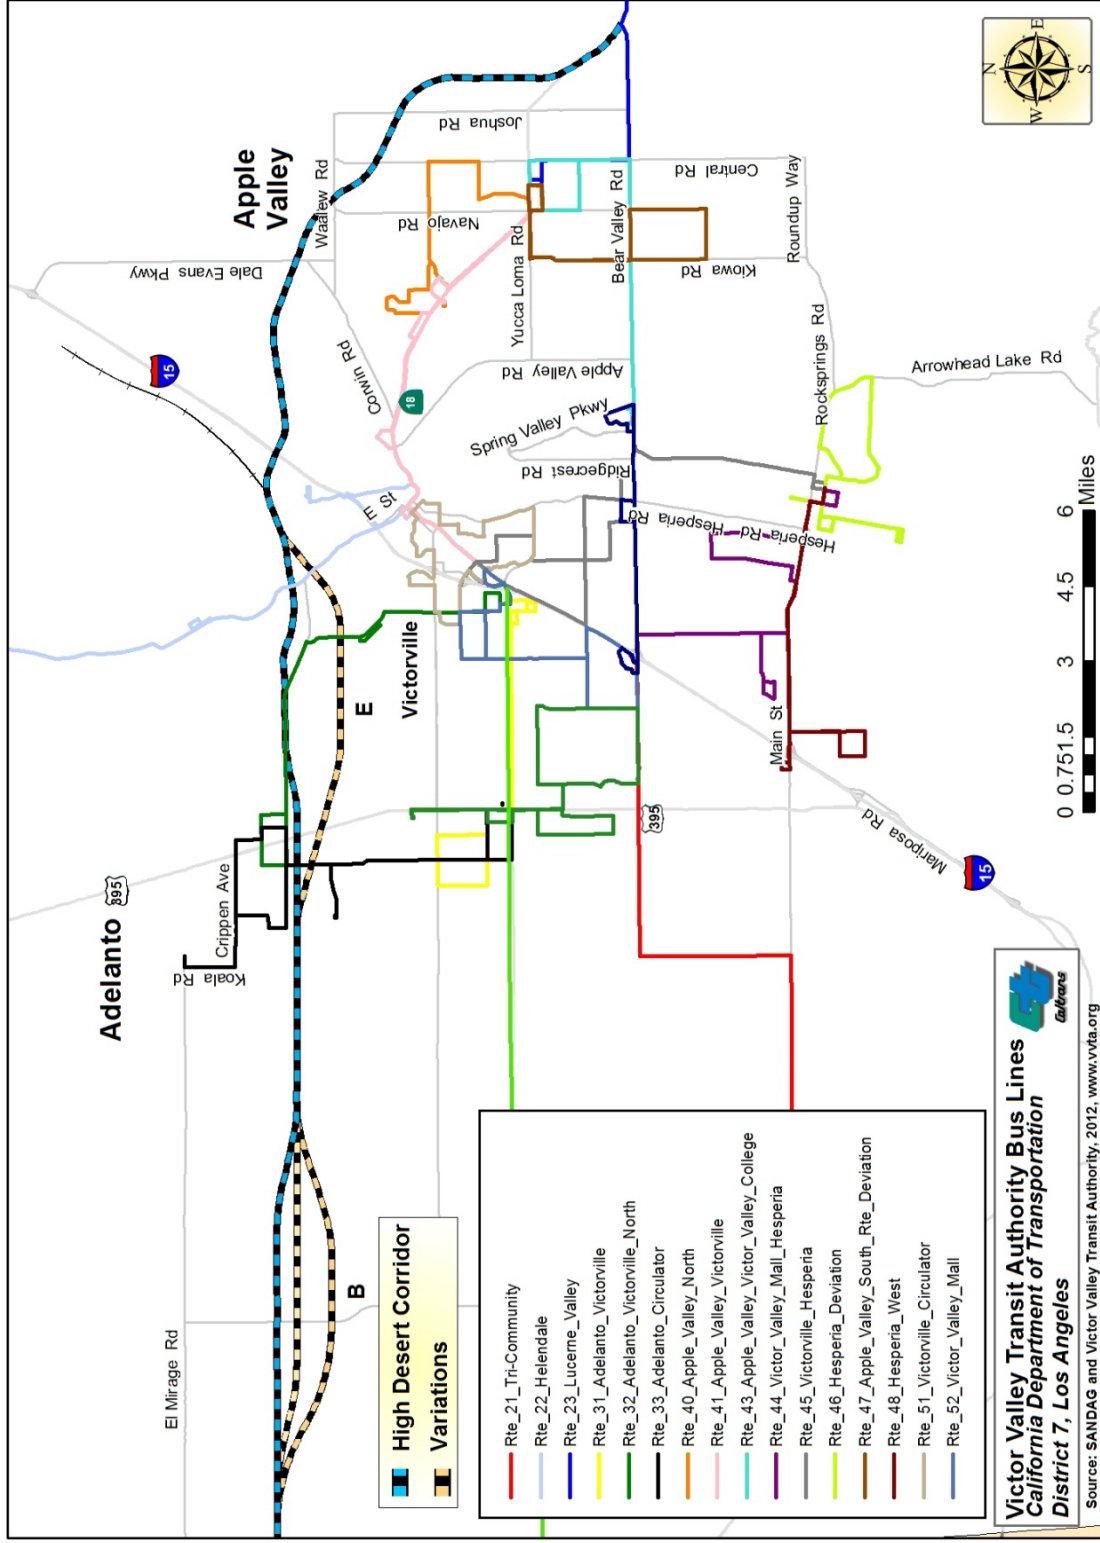 Apple
Valley
Adelanto
Victorville
E
B
El Mirage Rd
Koala Rd
Crippen Ave
395
15
Dale Evans Pkwy
Waalew Rd
Joshua Rd
Corwin Rd
18
E St
Navajo Rd
Central Rd
Yucca Loma Rd
Bear Valley Rd
Kiowa Rd
Roundup Way
Apple Valley Rd
Spring Valley Pkwy
Ridgecrest Rd
Rocksprings Rd
Arrowhead Lake Rd
Hesperia Rd
Hesperia Rd
Hesperia Rd
Main St
395
Mariposa Rd
15
N
E
S
W
0 0.75 1.5 3 4.5 6
Miles
High Desert Corridor
Variations
Rte_21_Tri-Community
Rte_22_Helendale
Rte_23_Lucerne_Valley
Rte_31_Adelanto_Victorville
Rte_32_Adelanto_Victorville_North
Rte_33_Adelanto_Circulator
Rte_40_Apple_Valley_North
Rte_41_Apple_Valley_Victorville
Rte_43_Apple_Valley_Victor_Valley_College
Rte_44_Victor_Valley_Mall_Hesperia
Rte_45_Victorville_Hesperia
Rte_46_Hesperia_Deviation
Rte_47_Apple_Valley_South_Rte_Deviation
Rte_48_Hesperia_West
Rte_51_Victorville_Circulator
Rte_52_Victor_Valley_Mall
Victor Valley Transit Authority Bus Lines
California Department of Transportation
District 7, Los Angeles
Caltrans
Source: SANDAG and Victor Valley Transit Authority, 2012, www.vvta.org